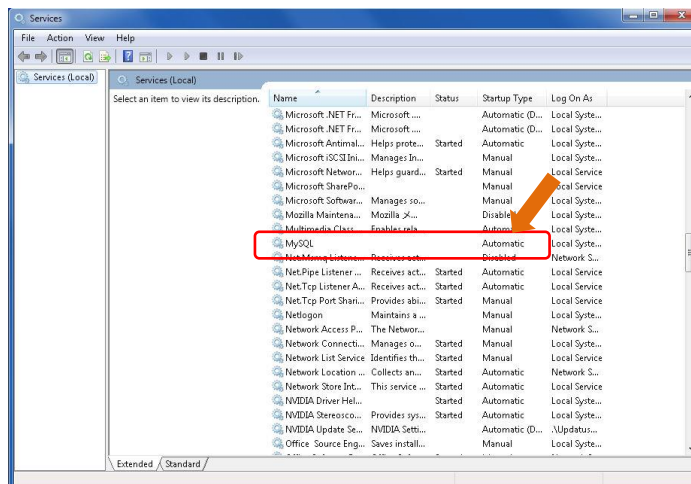 Services
File Action View Help
Services (Local)
Services (Local)
Select an item to view its description.
Name Description Status Startup Type Log On As
Microsoft .NET Fr... Microsoft .... Automatic (D... Local Syste...
Microsoft .NET Fr... Microsoft .... Automatic (D... Local Syste...
Microsoft Antimal... Helps prote... Started Automatic Local Syste...
Microsoft iSCSI Ini... Manages In... Manual Local Syste...
Microsoft Networ... Helps guard... Started Manual Local Service
Microsoft SharePo... Manual Local Service
Microsoft Softwar... Manages so... Manual Local Syste...
Mozilla Maintena... Mozilla メ... Local Syste...
Multimedia Class Enables rela... Local Syste...
MySQL Automatic Local Syste...
Net.Msmq Listene... Receives act... Disabled Network S...
Net.Pipe Listener ... Receives act... Started Automatic Local Service
Net.Tcp Listener A... Receives act... Started Automatic Local Service
Net.Tcp Port Shari... Provides abi... Started Manual Local Service
Netlogon Maintains a ... Manual Local Syste...
Network Access P... The Networ... Manual Network S...
Network Connecti... Manages o... Started Manual Local Syste...
Network List Service Identifies th... Started Manual Local Service
Network Location ... Collects an... Started Automatic Network S...
Network Store Int... This service ... Started Automatic Local Service
NVIDIA Driver Hel... Started Automatic Local Syste...
NVIDIA Stereosco... Provides sys... Started Automatic Local Syste...
NVIDIA Update Se... NVIDIA Setti... Automatic (D... .\Updatus...
Office Source Eng... Saves install... Manual Local Syste...
Extended Standard